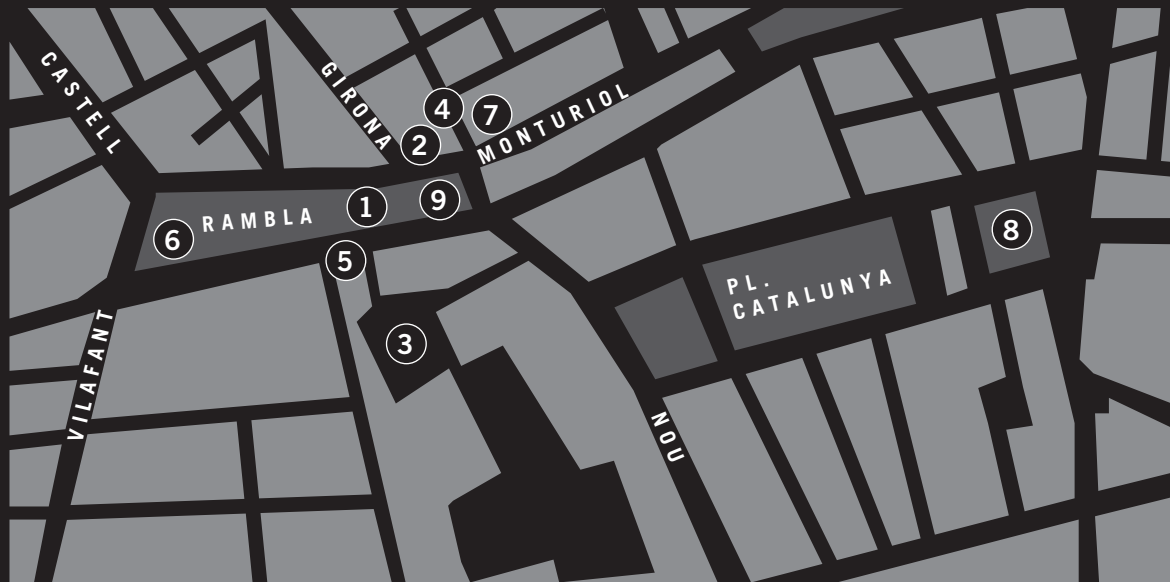 CASTELL
GIRONA
4
7
MONTURIOL
2
RAMBLA
1
9
6
5
8
PL.
CATALUNYA
3
VILAFANT
NOU